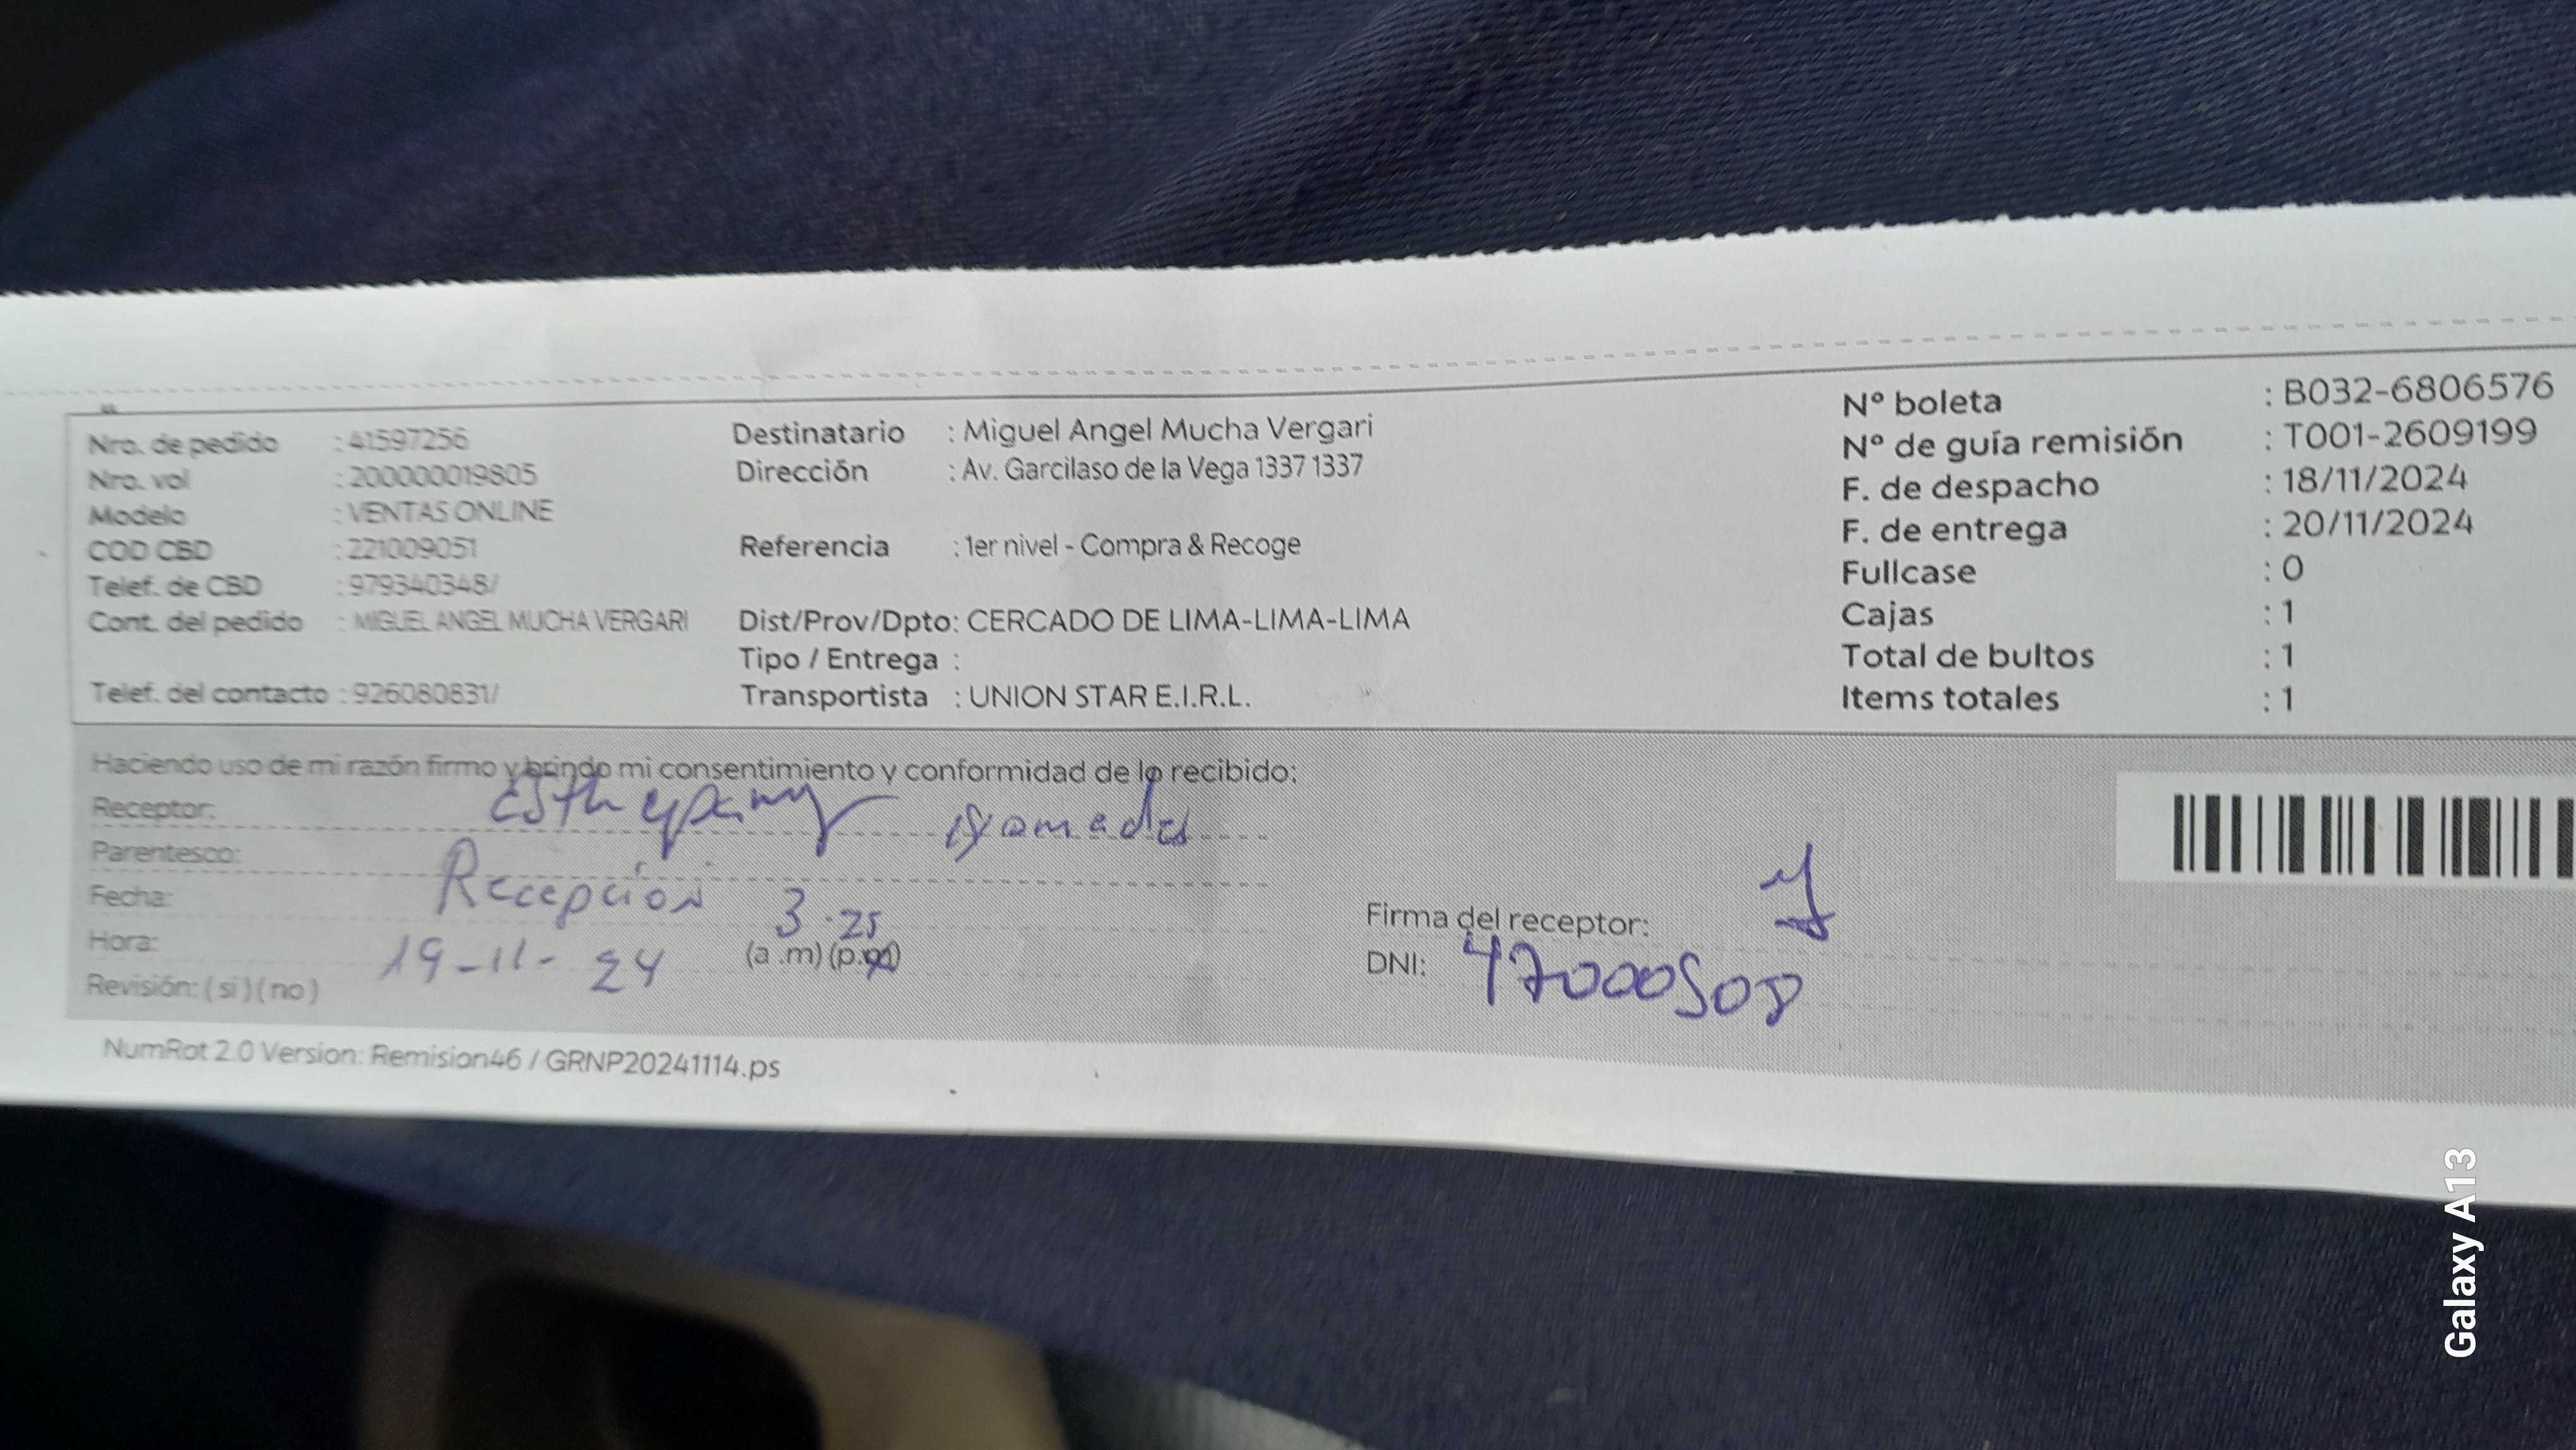 Nro. de pedido : 41597256
Nro. vol : 200000019805
Modelo : VENTAS ONLINE
COD CBD : 221009051
Telef. de CBD : 979340348/
Cont. del pedido : MIGUEL ANGEL MUCHA VERGARI
Telef. del contacto : 926080831/
Destinatario : Miguel Angel Mucha Vergari
Dirección : Av. Garcilaso de la Vega 1337 1337
Referencia : 1er nivel - Compra & Recoge
Dist/Prov/Dpto: CERCADO DE LIMA-LIMA-LIMA
Tipo / Entrega :
Transportista : UNION STAR E.I.R.L.
Nº boleta : B032-6806576
Nº de guía remisión : T001-2609199
F. de despacho : 18/11/2024
F. de entrega : 20/11/2024
Fullcase : 0
Cajas : 1
Total de bultos : 1
Items totales : 1
Haciendo uso de mi razón firmo y brindo mi consentimiento y conformidad de lo recibido:
Receptor:
Parentesco: Recepción
Fecha: 19-11-24
Hora: 3.25 (a.m) (p.m)
Revisión: ( si ) ( no )
Firma del receptor:
DNI: 47000508
NumRot 2.0 Version: Remision46 / GRNP20241114.ps
Galaxy A13